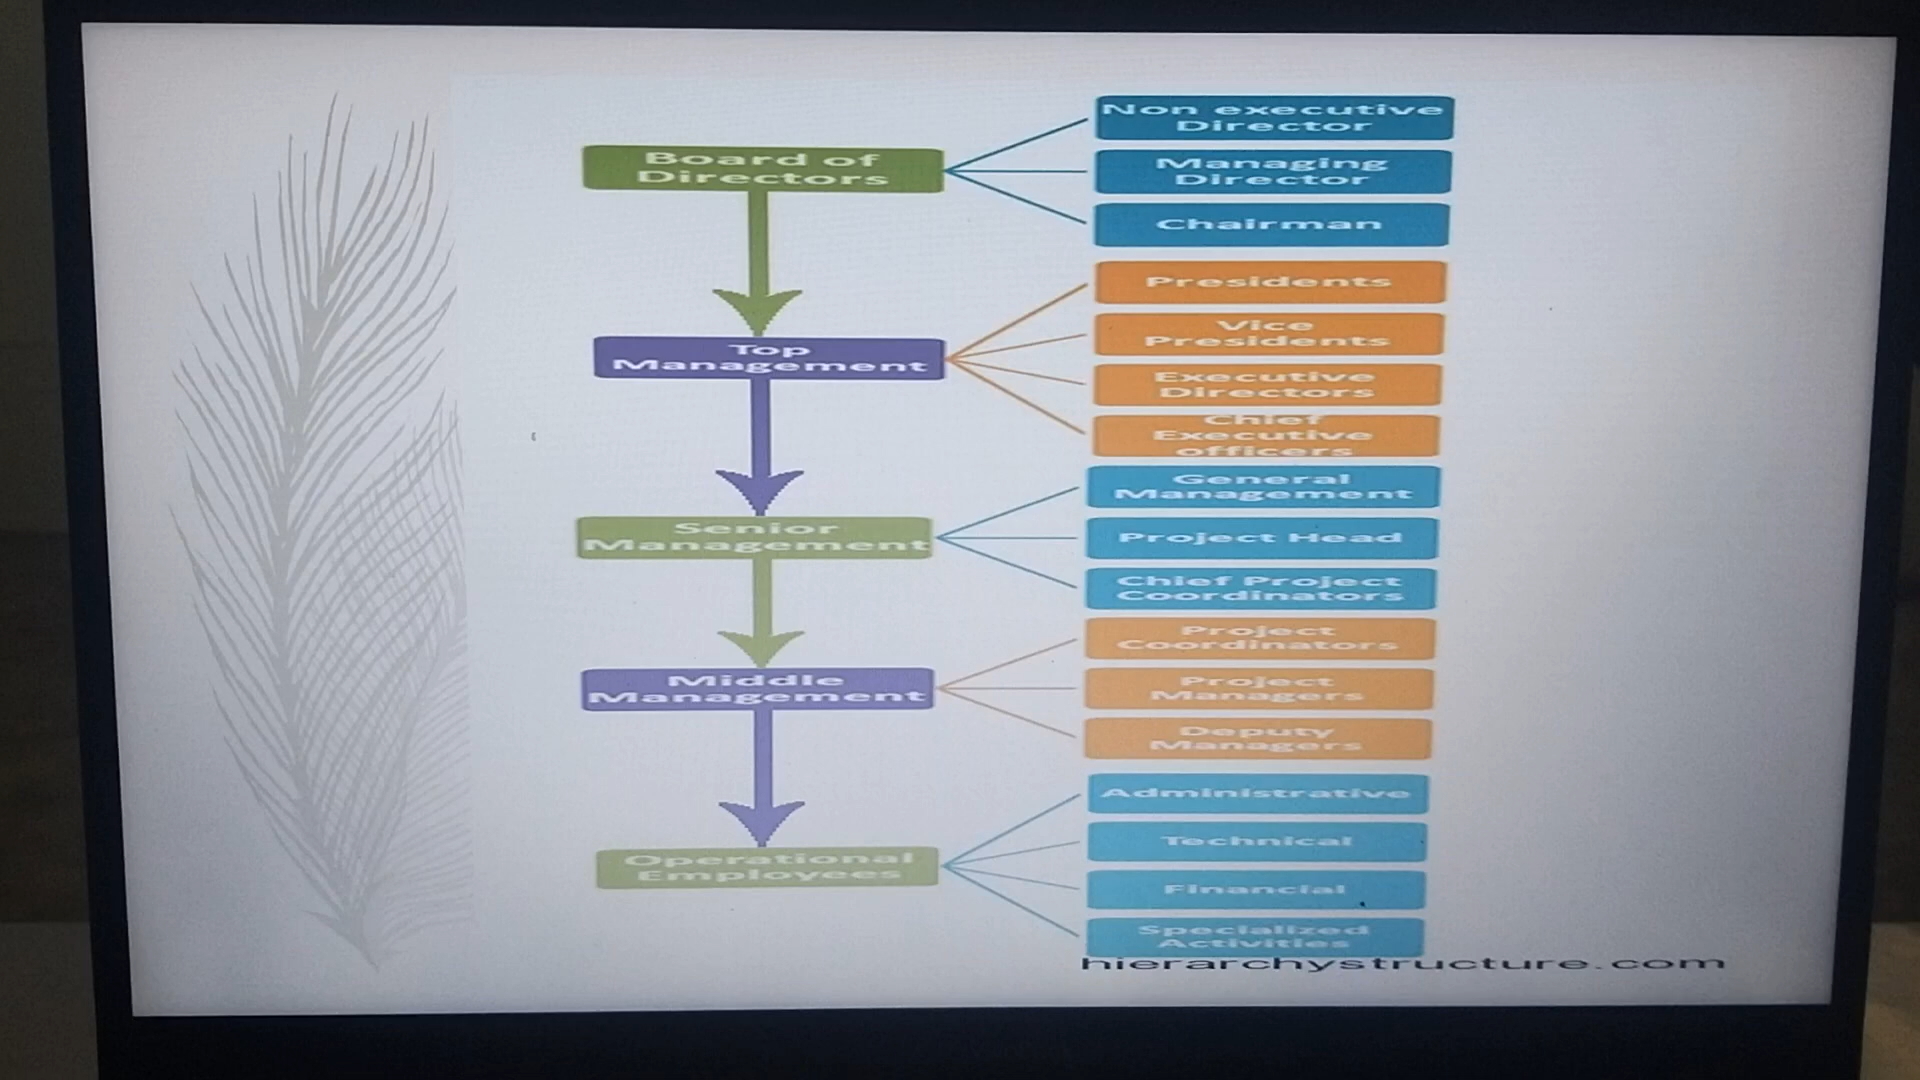 Board of
Directors
Non executive
Director
Managing
Director
Chairman
Top
Management
Presidents
Vice
Presidents
Executive
Directors
Chief
Executive
officers
Senior
Management
General
Management
Project Head
Chief Project
Coordinators
Middle
Management
Project
Coordinators
Project
Managers
Deputy
Managers
Operational
Employees
Administrative
Technical
Financial
Specialized
Activities
hierarchystructure.com